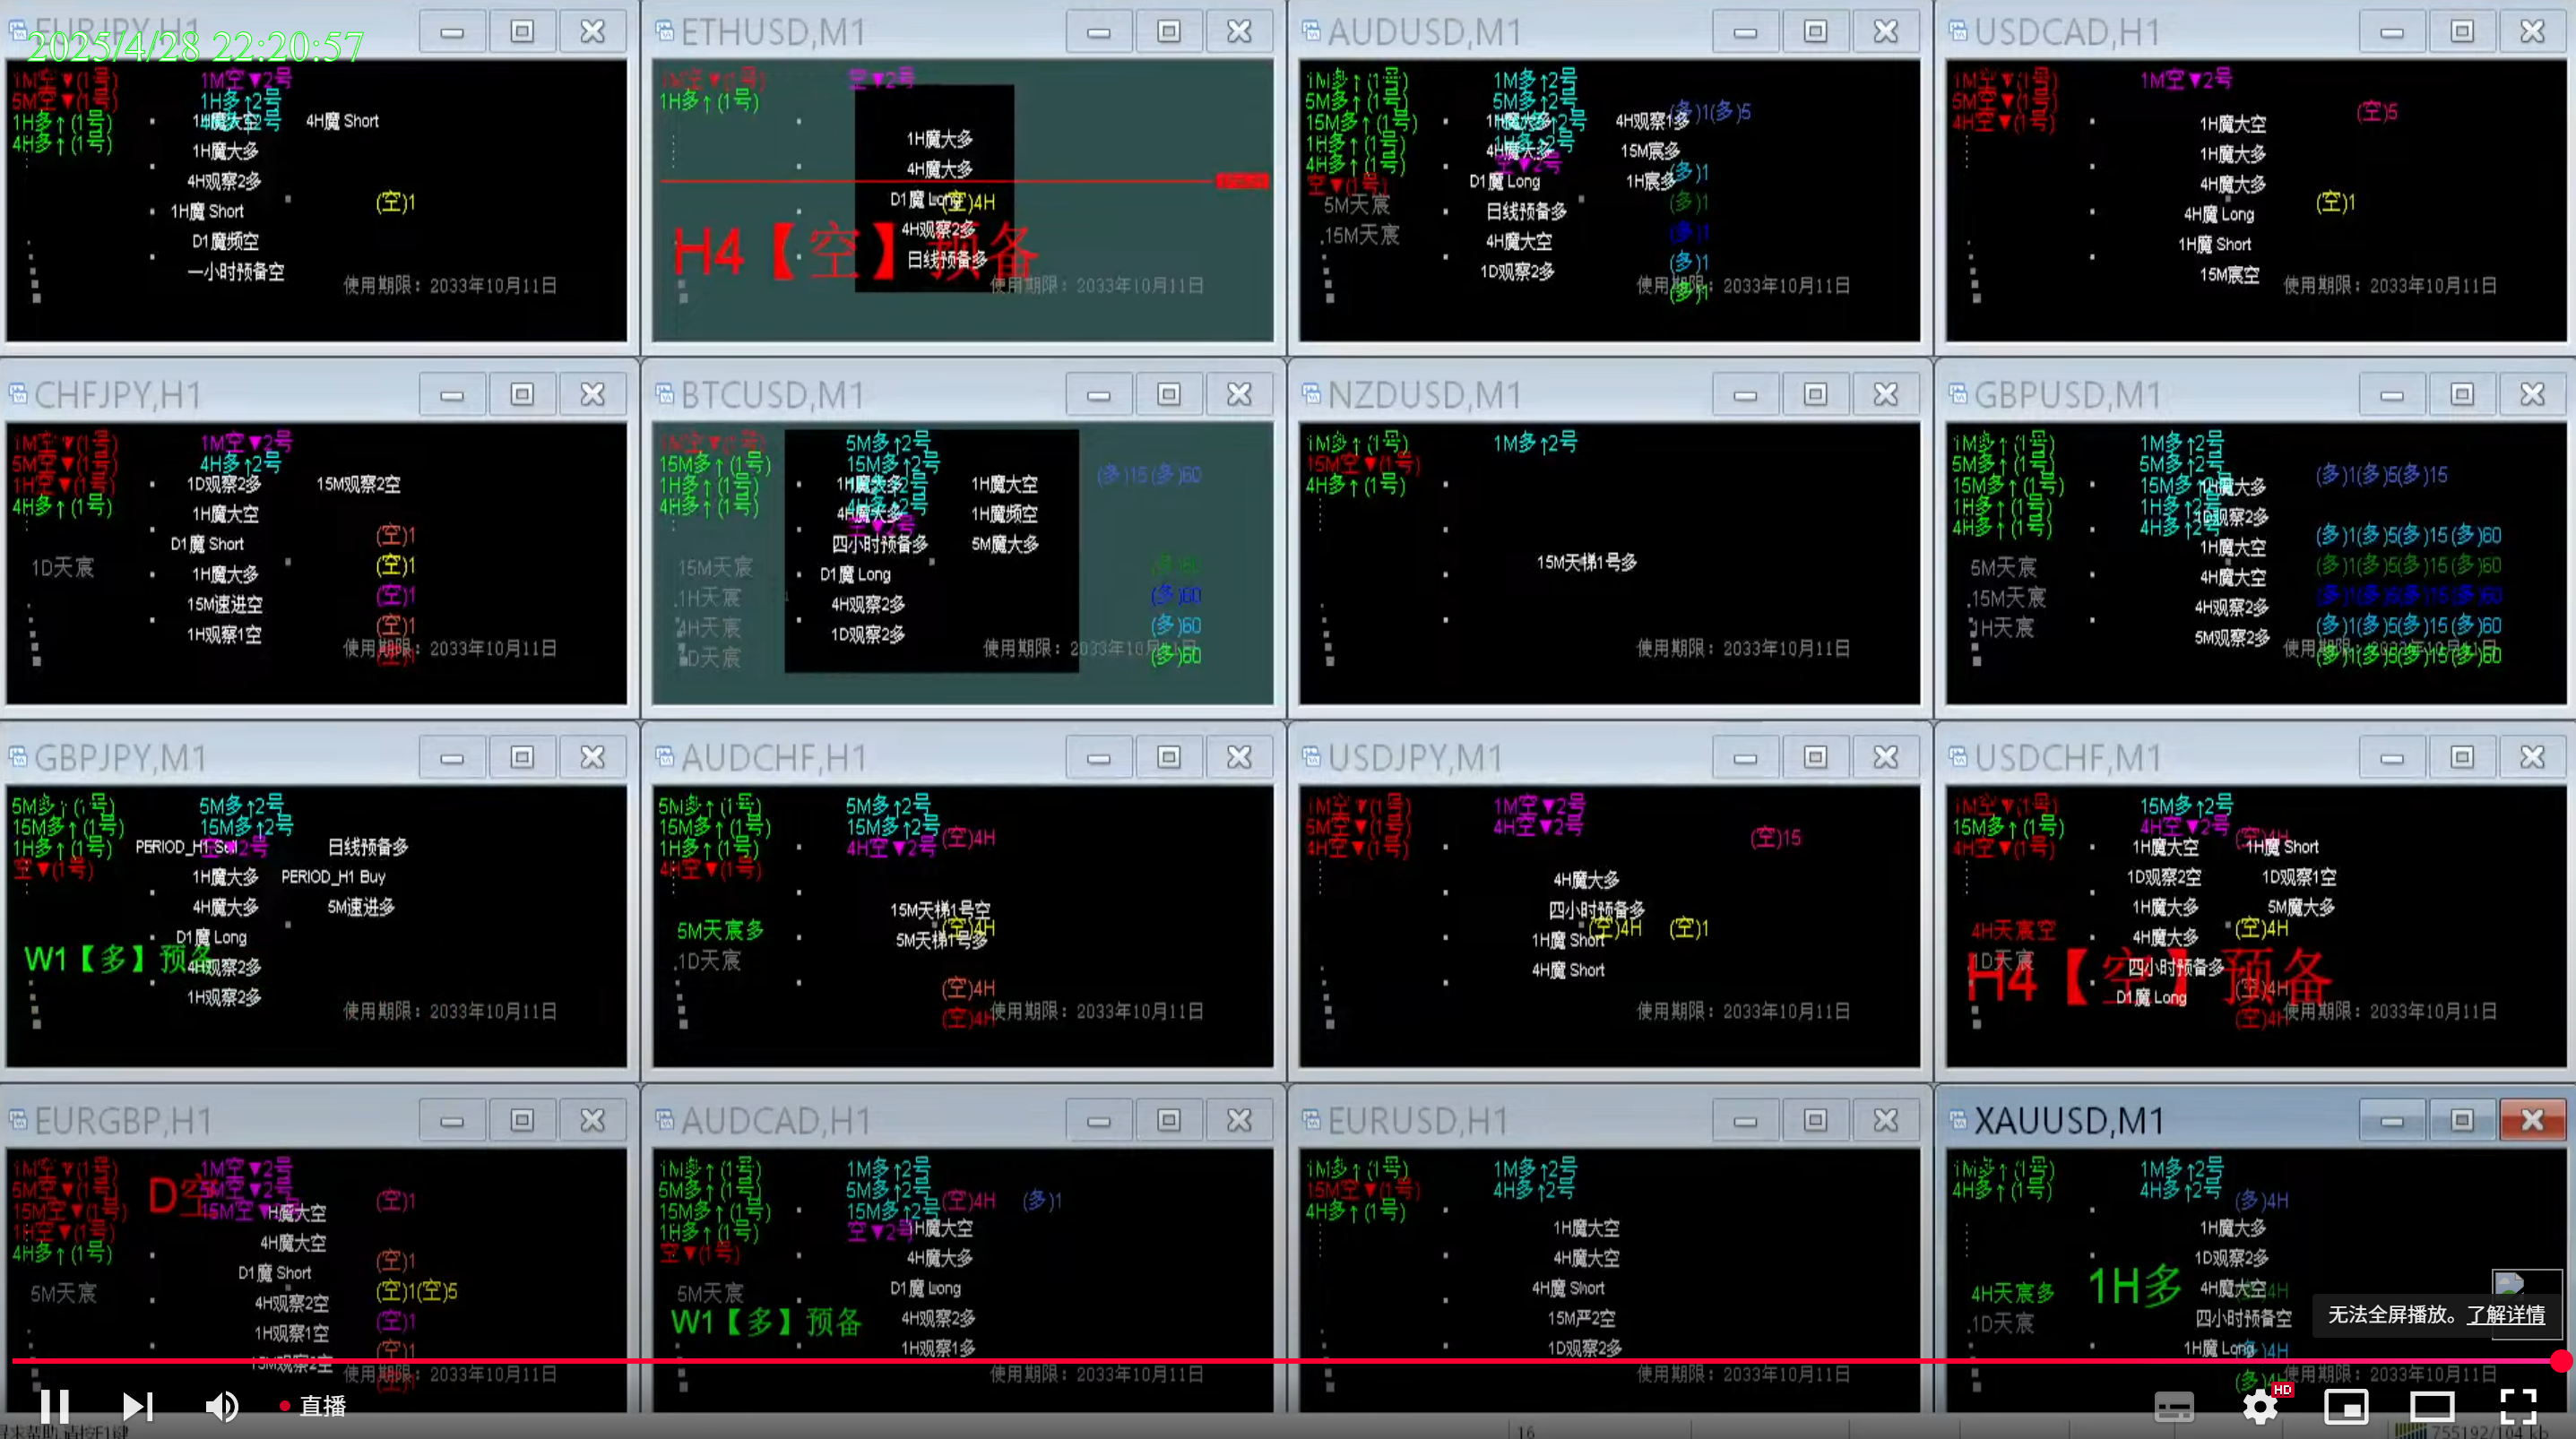 EURJPY,H1
2025/4/28 22:20:57
1M空▼(1号) 1M空▼2号
5M空▼(1号) 1H多↑2号
1H多↑(1号) 1H魔大空 4H魔 Short
4H多↑(1号)
1H魔大多
4H观察2多
(空)1
1H魔 Short
D1魔频空
一小时预备空
使用期限：2033年10月11日
ETHUSD,M1
1M空▼(1号) 空▼2号
1H多↑(1号)
1H魔大多
4H魔大多
D1魔 Long (空)4H
4H观察2多
H4【空】预备
日线预备多
使用期限：2033年10月11日
AUDUSD,M1
1M多↑(1号) 1M多↑2号
5M多↑(1号) 5M多↑2号 (多)1(多)5
15M多↑(1号) 1H魔大多 4H观察1多
1H多↑(1号) 1H多↑2号
4H多↑(1号) 4H魔大多 15M宸多
空▼2号 (多)1
空▼(1号) D1魔 Long 1H宸多
5M天宸 (多)1
日线预备多
15M天宸 (多)1
4H魔大空
(多)1
1D观察2多
(多)1
使用期限：2033年10月11日
USDCAD,H1
1M空▼(1号) 1M空▼2号
5M空▼(1号) (空)5
4H空▼(1号)
1H魔大空
1H魔大多
4H魔大多
(空)1
4H魔 Long
1H魔 Short
15M宸空
使用期限：2033年10月11日
CHFJPY,H1
1M空▼(1号) 1M空▼2号
5M空▼(1号) 4H多↑2号
1H空▼(1号) 1D观察2多 15M观察2空
4H多↑(1号) 1H魔大空
(空)1
D1魔 Short
1D天宸 (空)1
1H魔大多
(空)1
15M速进空
(空)1
1H观察1空
使用期限：2033年10月11日
BTCUSD,M1
1M空▼(1号) 5M多↑2号
15M多↑(1号) 15M多↑2号 (多)15(多)60
1H多↑(1号) 1H魔大多 1H魔大空
4H多↑(1号) 4H多↑2号
4H魔大多 1H魔频空
空▼2号
四小时预备多 5M魔大多
15M天宸 (多)60
D1魔 Long
1H天宸 (多)60
4H观察2多
4H天宸 (多)60
1D观察2多
1D天宸 (多)60
使用期限：2033年10月11日
NZDUSD,M1
1M多↑(1号) 1M多↑2号
15M空▼(1号)
4H多↑(1号)
15M天梯1号多
使用期限：2033年10月11日
GBPUSD,M1
1M多↑(1号) 1M多↑2号
5M多↑(1号) 5M多↑2号 (多)1(多)5(多)15
15M多↑(1号) 15M多↑2号 1H魔大多
1H多↑(1号) 1H多↑2号 1D观察2多
4H多↑(1号) 4H多↑2号 (多)1(多)5(多)15(多)60
1H魔大空
5M天宸 (多)1(多)5(多)15(多)60
4H魔大空
15M天宸 (多)1(多)5(多)15(多)60
4H观察2多
1H天宸 (多)1(多)5(多)15(多)60
5M观察2多
(多)1(多)5(多)15(多)60
使用期限：2033年10月11日
GBPJPY,M1
5M多↑(1号) 5M多↑2号
15M多↑(1号) 15M多↑2号
1H多↑(1号) PERIOD_H1 Sell 空▼2号 日线预备多
空▼(1号)
1H魔大多 PERIOD_H1 Buy
4H魔大多 5M速进多
D1魔 Long
W1【多】预备
4H观察2多
1H观察2多
使用期限：2033年10月11日
AUDCHF,H1
5M多↑(1号) 5M多↑2号
15M多↑(1号) 15M多↑2号 (空)4H
1H多↑(1号) 4H空▼2号
4H空▼(1号)
15M天梯1号空
5M天宸多 (空)4H
5M天梯1号多
1D天宸
(空)4H
(空)4H
使用期限：2033年10月11日
USDJPY,M1
1M空▼(1号) 1M空▼2号
5M空▼(1号) 4H空▼2号 (空)15
4H空▼(1号)
4H魔大多
四小时预备多
(空)4H (空)1
1H魔 Short
4H魔 Short
使用期限：2033年10月11日
USDCHF,M1
1M空▼(1号) 15M多↑2号
15M多↑(1号) 4H空▼2号 (空)4H
4H空▼(1号) 1H魔大空 1H魔 Short
1D观察2空 1D观察1空
1H魔大多 5M魔大多
4H天宸空 4H魔大多 (空)4H
1D天宸 四小时预备多
H4【空】预备
(空)4H
D1魔 Long
(空)4H
使用期限：2033年10月11日
EURGBP,H1
1M空▼(1号) 1M空▼2号
5M空▼(1号) D空 5M空▼2号 (空)1
15M空▼(1号) 15M空▼ H魔大空
1H空▼(1号) 4H魔大空
4H多↑(1号) (空)1
D1魔 Short
5M天宸 (空)1(空)5
4H观察2空
(空)1
1H观察1空
(空)1
15M观察2空
使用期限：2033年10月11日
AUDCAD,H1
1M多↑(1号) 1M多↑2号
5M多↑(1号) 5M多↑2号 (空)4H (多)1
15M多↑(1号) 15M多↑2号
1H多↑(1号) 空▼2号 1H魔大空
空▼(1号) 4H魔大多
5M天宸 D1魔 Long
W1【多】预备 4H观察2多
1H观察1多
使用期限：2033年10月11日
EURUSD,H1
1M多↑(1号) 1M多↑2号
15M空▼(1号) 4H多↑2号
4H多↑(1号)
1H魔大空
4H魔大空
4H魔 Short
15M严2空
1D观察2多
使用期限：2033年10月11日
XAUUSD,M1
1M多↑(1号) 1M多↑2号
4H多↑(1号) 4H多↑2号 (多)4H
1H魔大多
1D观察2多
4H天宸多 1H多 4H魔大空
1D天宸 四小时预备空
1H魔 Long
(多)4H
使用期限：2033年10月11日
无法全屏播放。了解详情
直播
HD
16
755192/104 kb